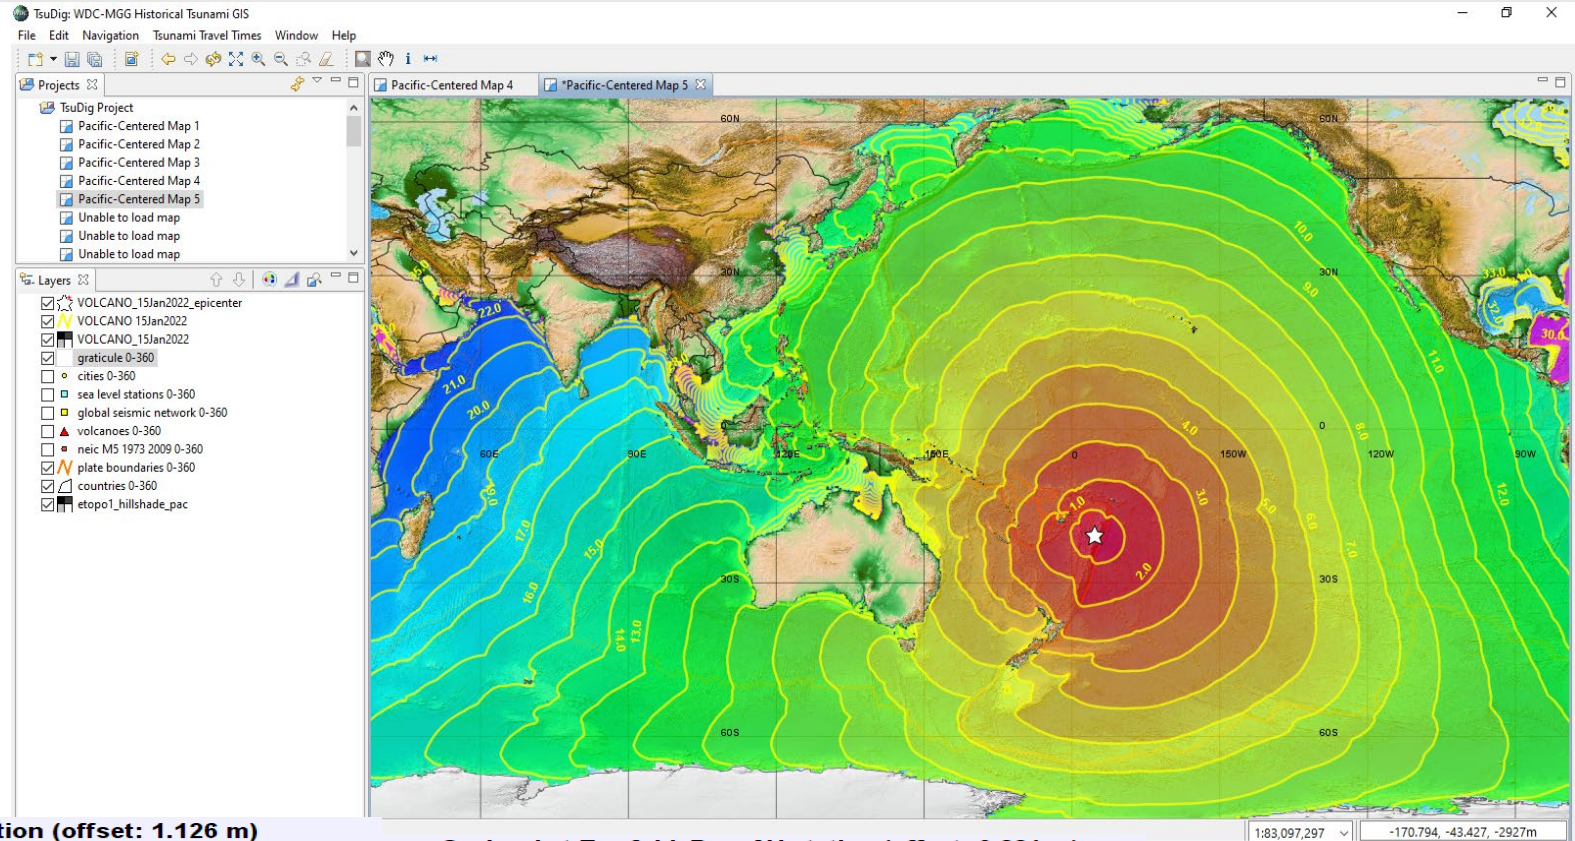 TsuDig: WDC-MGG Historical Tsunami GIS
File Edit Navigation Tsunami Travel Times Window Help
Projects
Pacific-Centered Map 4
*Pacific-Centered Map 5
TsuDig Project
Pacific-Centered Map 1
Pacific-Centered Map 2
Pacific-Centered Map 3
Pacific-Centered Map 4
Pacific-Centered Map 5
Unable to load map
Unable to load map
Unable to load map
Layers
VOLCANO_15Jan2022_epicenter
VOLCANO 15Jan2022
VOLCANO_15Jan2022
graticule 0-360
cities 0-360
sea level stations 0-360
global seismic network 0-360
volcanoes 0-360
neic M5 1973 2009 0-360
plate boundaries 0-360
countries 0-360
etopo1_hillshade_pac
60N 60N
10.0
30N 30N
33.0
9.0
22.0
32.0
30.0
11.0
21.0
20.0
4.0
8.0
0
60E 90E 120E 150E 0 150W 120W 90W
19.0
3.0
12.0
1.0
5.0
6.0
17.0
15.0
7.0
2.0
30S 30S
16.0
14.0
13.0
60S 60S
tion (offset: 1.126 m)
1:83,097,297
-170.794, -43.427, -2927m